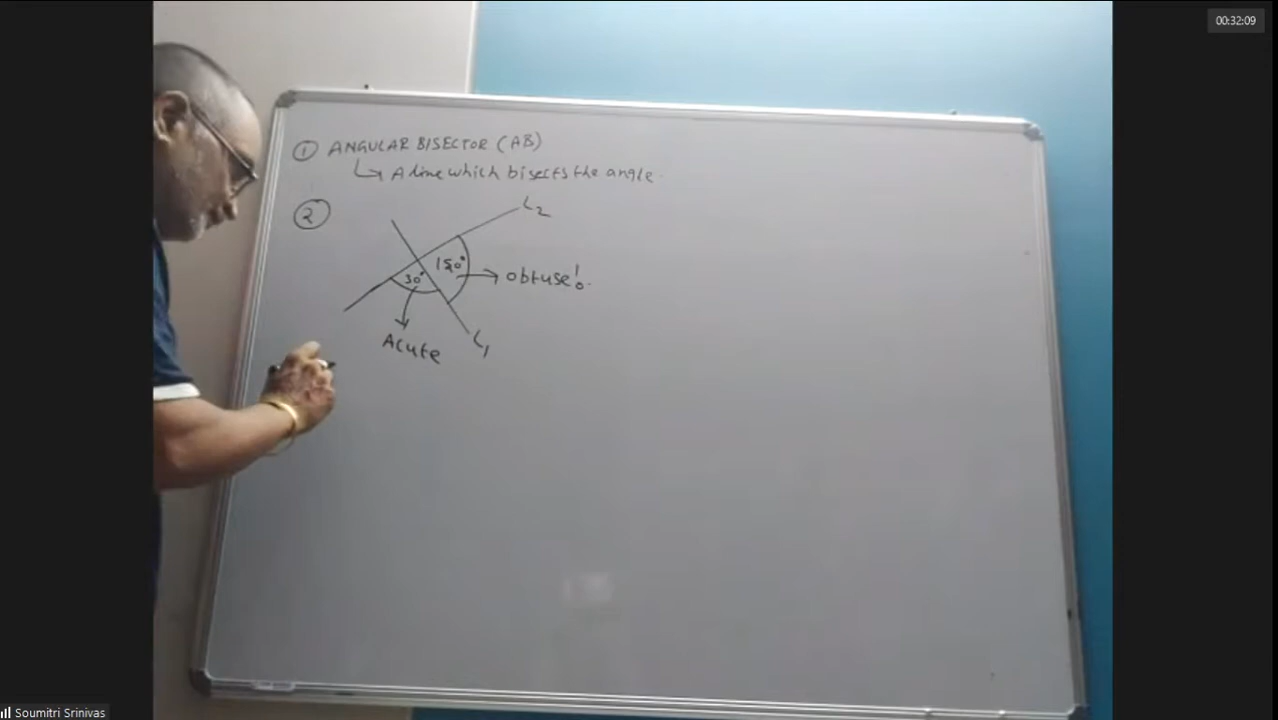 00:32:09
① ANGULAR BISECTOR (AB)
↳ A line which bisects the angle.
②
L2
150°
30°
→ obtuse!
Acute
L1
Soumitri Srinivas